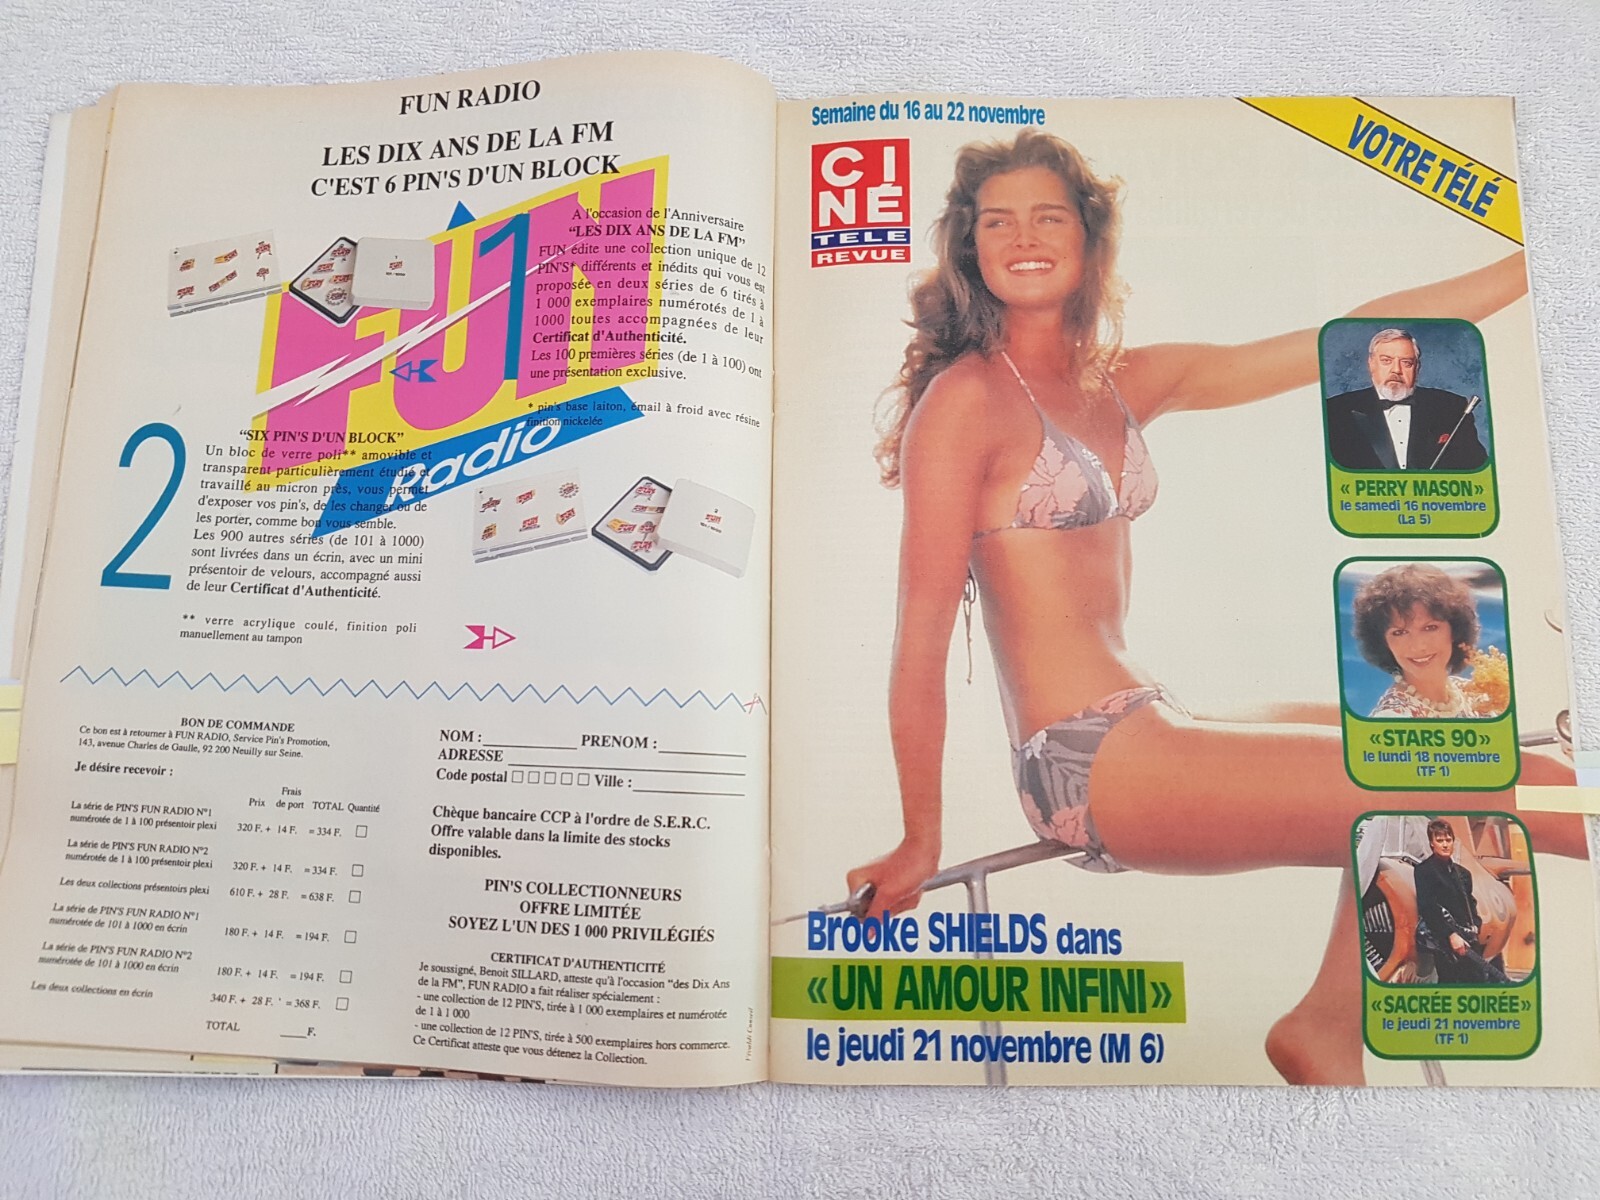 FUN RADIO
LES DIX ANS DE LA FM
C'EST 6 PIN'S D'UN BLOCK
FUN
radio
1
A l'occasion de l'Anniversaire
"LES DIX ANS DE LA FM"
FUN édite une collection unique de 12
PIN'S* différents et inédits qui vous est
proposée en deux séries de 6 tirés à
1 000 exemplaires numérotés de 1 à
1000 toutes accompagnées de leur
Certificat d'Authenticité.
Les 100 premières séries (de 1 à 100) ont
une présentation exclusive.
* pin's base laiton, émail à froid avec résine
finition nickelée
2
"SIX PIN'S D'UN BLOCK"
Un bloc de verre poli** amovible et
transparent particulièrement étudié et
travaillé au micron près, vous permet
d'exposer vos pin's, de les changer ou de
les porter, comme bon vous semble.
Les 900 autres séries (de 101 à 1000)
sont livrées dans un écrin, avec un mini
présentoir de velours, accompagné aussi
de leur Certificat d'Authenticité.
** verre acrylique coulé, finition poli
manuellement au tampon
BON DE COMMANDE
Ce bon est à retourner à FUN RADIO, Service Pin's Promotion,
143, avenue Charles de Gaulle, 92 200 Neuilly sur Seine.
Je désire recevoir :
Frais
Prix de port TOTAL Quantité
La série de PIN'S FUN RADIO N°1
numérotée de 1 à 100 présentoir plexi 320 F. + 14 F. = 334 F.
La série de PIN'S FUN RADIO N°2
numérotée de 1 à 100 présentoir plexi 320 F. + 14 F. = 334 F.
Les deux collections présentoirs plexi 610 F. + 28 F. = 638 F.
La série de PIN'S FUN RADIO N°1
numérotée de 101 à 1000 en écrin 180 F. + 14 F. = 194 F.
La série de PIN'S FUN RADIO N°2
numérotée de 101 à 1000 en écrin 180 F. + 14 F. = 194 F.
Les deux collections en écrin 340 F. + 28 F. = 368 F.
TOTAL ____F.
NOM : PRENOM :
ADRESSE
Code postal Ville :
Chèque bancaire CCP à l'ordre de S.E.R.C.
Offre valable dans la limite des stocks
disponibles.
PIN'S COLLECTIONNEURS
OFFRE LIMITÉE
SOYEZ L'UN DES 1 000 PRIVILÉGIÉS
CERTIFICAT D'AUTHENTICITÉ
Je soussigné, Benoit SILLARD, atteste qu'à l'occasion "des Dix Ans
de la FM", FUN RADIO a fait réaliser spécialement :
- une collection de 12 PIN'S, tirée à 1 000 exemplaires et numérotée
de 1 à 1 000
- une collection de 12 PIN'S, tirée à 500 exemplaires hors commerce.
Ce Certificat atteste que vous détenez la Collection.
Semaine du 16 au 22 novembre
CI
NÉ
TELE
REVUE
VOTRE TÉLÉ
« PERRY MASON »
le samedi 16 novembre
(La 5)
«STARS 90»
le lundi 18 novembre
(TF 1)
«SACRÉE SOIRÉE»
le jeudi 21 novembre
(TF 1)
Brooke SHIELDS dans
«UN AMOUR INFINI»
le jeudi 21 novembre (M 6)